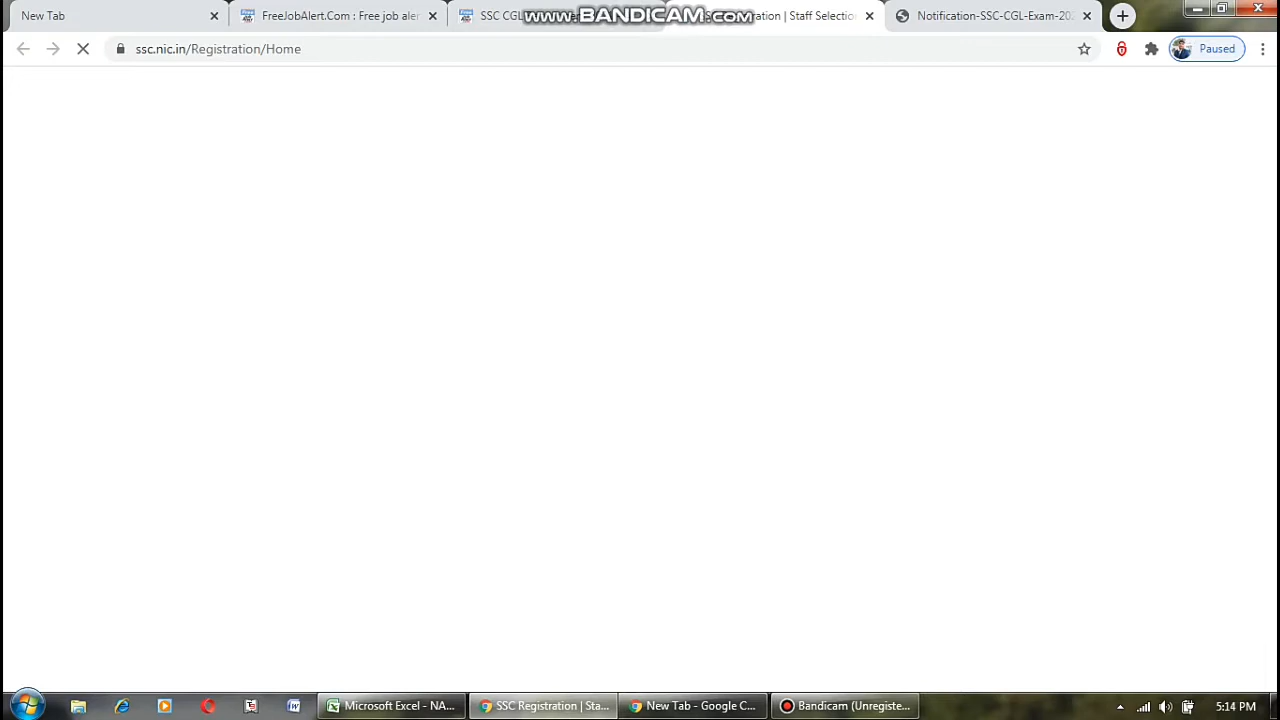 New Tab
FreeJobAlert.Com : Free Job Aler
SSC CGL
www.BANDICAM.com
ration | Staff Selectio
Notification-SSC-CGL-Exam-202
ssc.nic.in/Registration/Home
Paused
Microsoft Excel - NA...
SSC Registration | Sta...
New Tab - Google C...
Bandicam (Unregiste...
5:14 PM